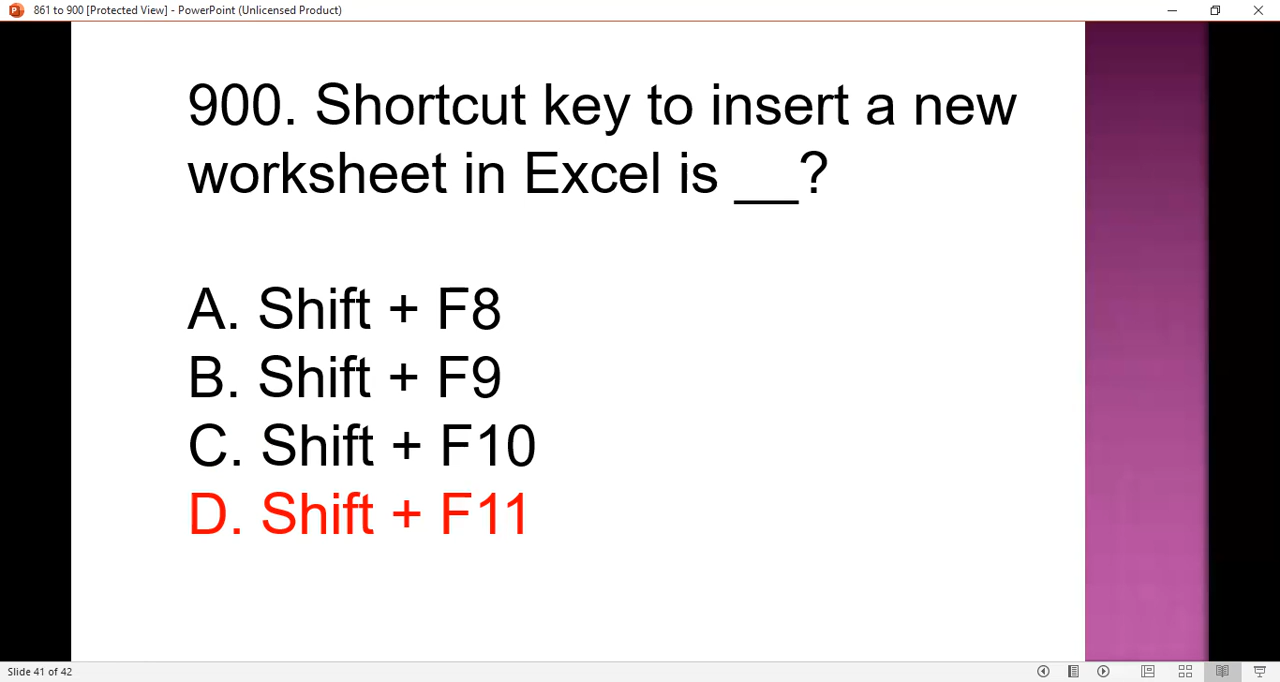 861 to 900 [Protected View] - PowerPoint (Unlicensed Product)
900. Shortcut key to insert a new
worksheet in Excel is __?
A. Shift + F8
B. Shift + F9
C. Shift + F10
D. Shift + F11
Slide 41 of 42